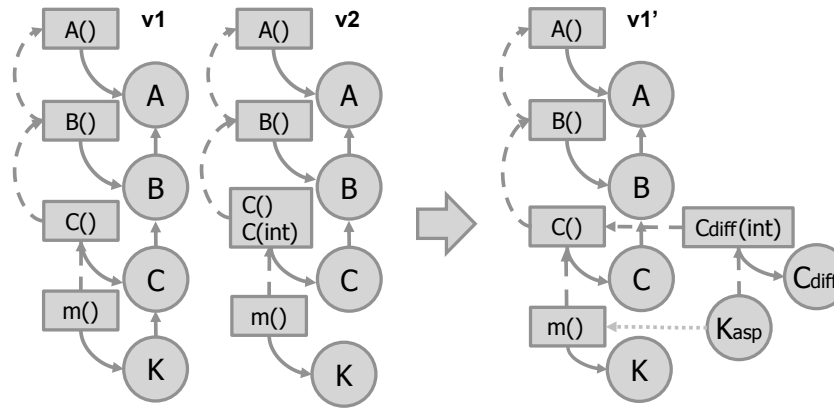 v1
A()
A
B()
B
C()
C
m()
K
v2
A()
A
B()
B
C()
C(int)
C
m()
K
v1’
A()
A
B()
B
C()
Cdiff(int)
C
Cdiff
m()
Kasp
K